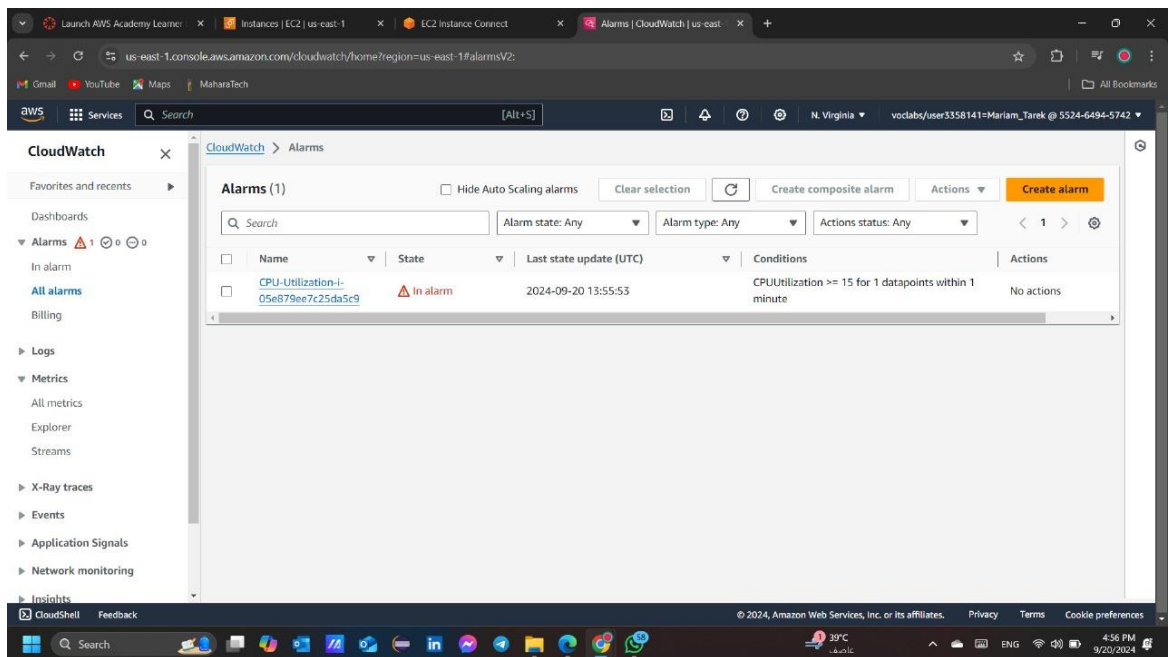 Launch AWS Academy Learner
Instances | EC2 | us-east-1
EC2 Instance Connect
Alarms | CloudWatch | us-east-
us-east-1.console.aws.amazon.com/cloudwatch/home?region=us-east-1#alarmsV2:
Gmail YouTube Maps MaharaTech All Bookmarks
aws Services Search [Alt+S] N. Virginia voclabs/user3358141=Mariam_Tarek @ 5524-6494-5742
CloudWatch
Favorites and recents
Dashboards
Alarms 1 0 0
In alarm
All alarms
Billing
Logs
Metrics
All metrics
Explorer
Streams
X-Ray traces
Events
Application Signals
Network monitoring
Insights
CloudWatch > Alarms
Alarms (1) Hide Auto Scaling alarms Clear selection Create composite alarm Actions Create alarm
Search Alarm state: Any Alarm type: Any Actions status: Any 1
Name State Last state update (UTC) Conditions Actions
CPU-Utilization-i-
05e879ee7c25da5c9
In alarm
2024-09-20 13:55:53
CPUUtilization >= 15 for 1 datapoints within 1
minute
No actions
CloudShell Feedback © 2024, Amazon Web Services, Inc. or its affiliates. Privacy Terms Cookie preferences
Search
58
1
39°C
عاصف
ENG
4:56 PM
9/20/2024